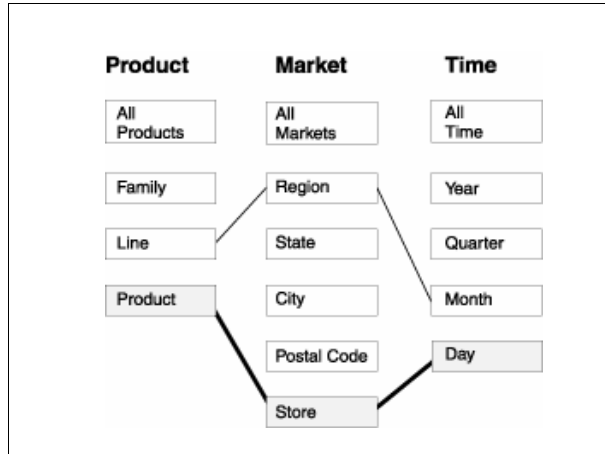 Product
Market
Time
All
Products
All
Markets
All
Time
Family
Region
Year
Line
State
Quarter
Product
City
Month
Postal Code
Day
Store